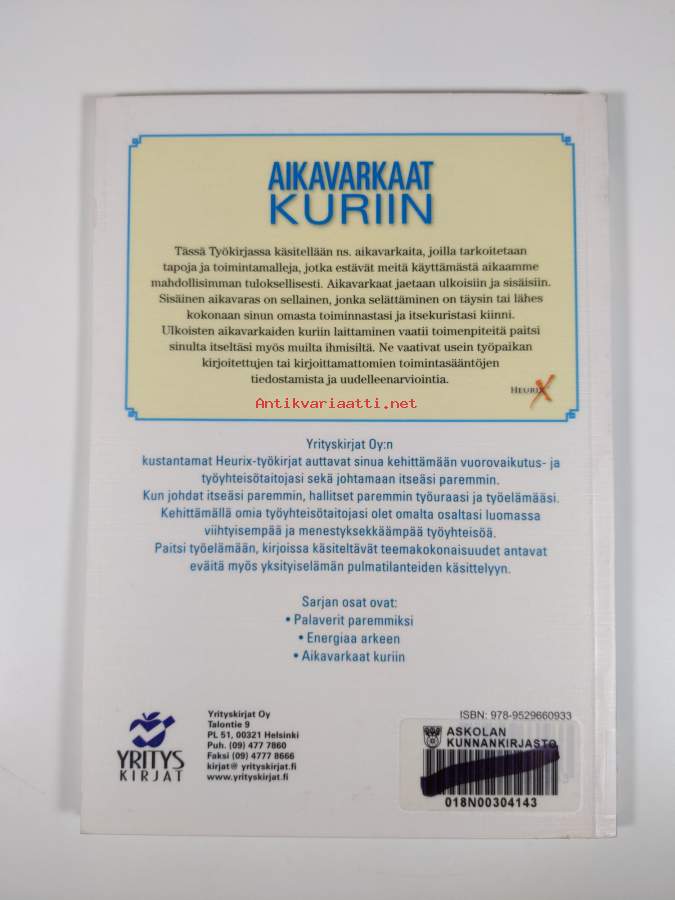 AIKAVARKAAT
KURIIN
Tässä Työkirjassa käsitellään ns. aikavarkaita, joilla tarkoitetaan
tapoja ja toimintamalleja, jotka estävät meitä käyttämästä aikaamme
mahdollisimman tuloksellisesti. Aikavarkaat jaetaan ulkoisiin ja sisäisiin.
Sisäinen aikavaras on sellainen, jonka selättäminen on täysin tai lähes
kokonaan sinun omasta toiminnastasi ja itsekuristasi kiinni.
Ulkoisten aikavarkaiden kuriin laittaminen vaatii toimenpiteitä paitsi
sinulta itseltäsi myös muilta ihmisiltä. Ne vaativat usein työpaikan
kirjoitettujen tai kirjoittamattomien toimintasääntöjen
tiedostamista ja uudelleenarviointia.
HEURIX
Antikvariaatti.net
Yrityskirjat Oy:n
kustantamat Heurix-työkirjat auttavat sinua kehittämään vuorovaikutus- ja
työyhteisötaitojasi sekä johtamaan itseäsi paremmin.
Kun johdat itseäsi paremmin, hallitset paremmin työuraasi ja työelämääsi.
Kehittämällä omia työyhteisötaitojasi olet omalta osaltasi luomassa
viihtyisempää ja menestyksekkäämpää työyhteisöä.
Paitsi työelämään, kirjoissa käsiteltävät teemakokonaisuudet antavat
eväitä myös yksityiselämän pulmatilanteiden käsittelyyn.
Sarjan osat ovat:
• Palaverit paremmiksi
• Energiaa arkeen
• Aikavarkaat kuriin
YRITYS
KIRJAT
Yrityskirjat Oy
Talontie 9
PL 51, 00321 Helsinki
Puh. (09) 477 7860
Faksi (09) 4777 8666
kirjat@ yrityskirjat.fi
www.yrityskirjat.fi
ISBN: 978-9529660933
ASKOLAN
KUNNANKIRJASTO
018N00304143